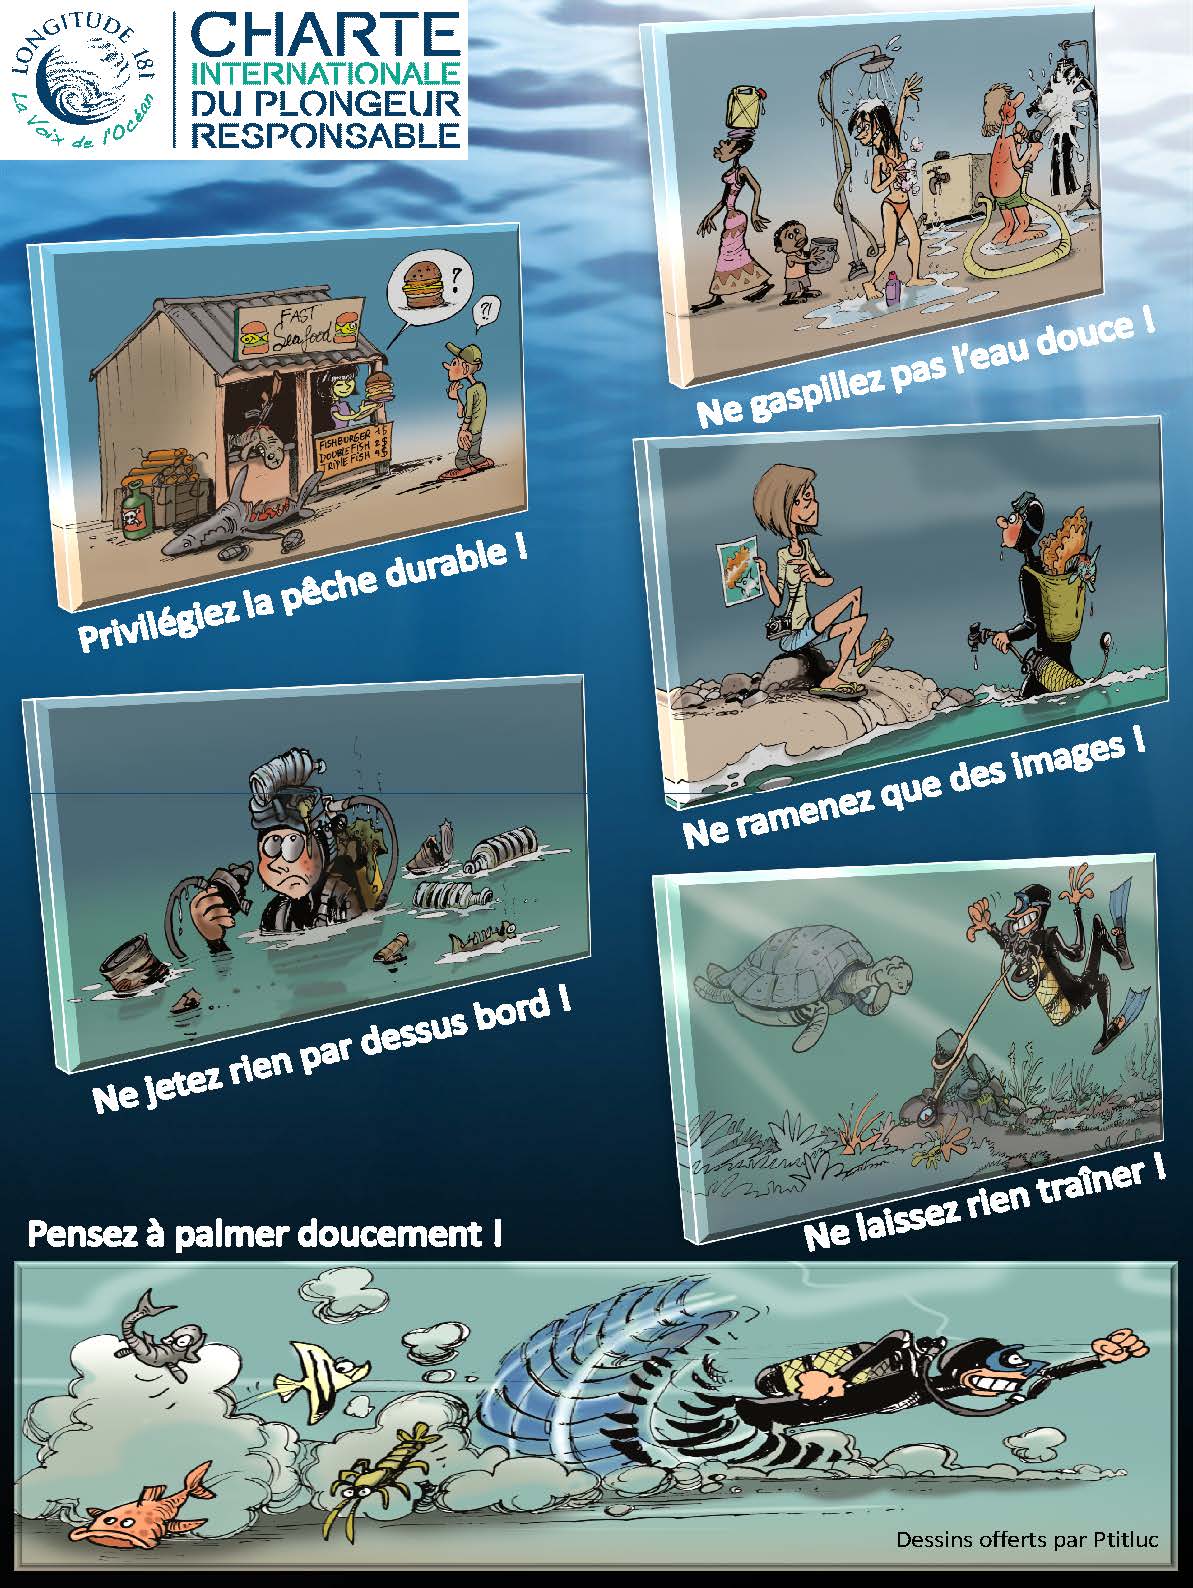 LONGITUDE 181
La Voix de l'Océan
CHARTE
INTERNATIONALE
DU PLONGEUR
RESPONSABLE
Ne gaspillez pas l'eau douce !
FAST
Seafood
?
?!
FISHBURGER 1$
DOUBLE FISH 2$
TRIPLE FISH
Privilégiez la pêche durable !
Ne ramenez que des images !
Ne jetez rien par dessus bord !
Ne laissez rien traîner !
Pensez à palmer doucement !
Dessins offerts par Ptitluc